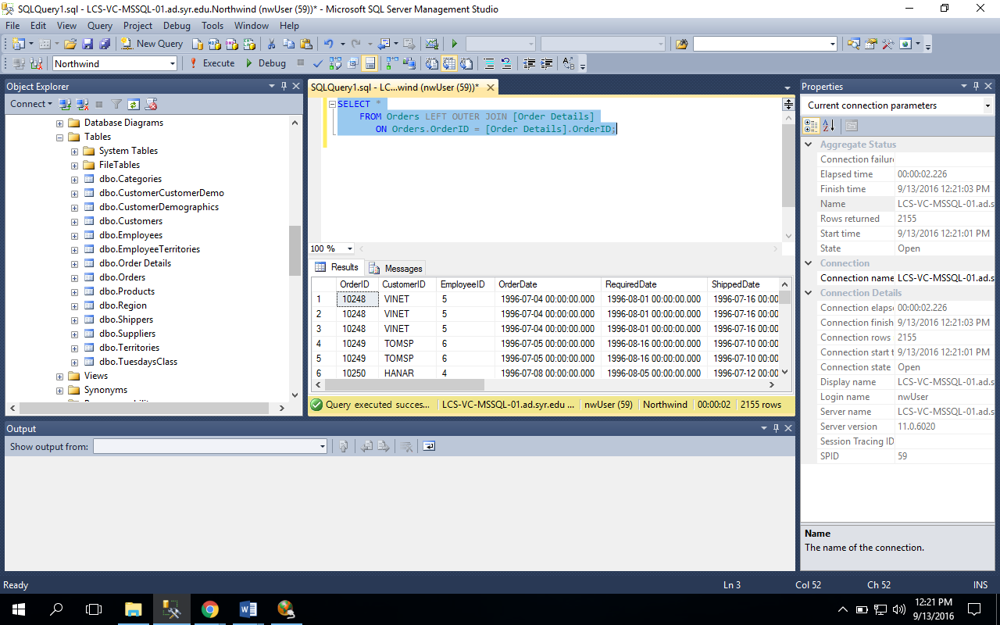 SQLQuery1.sql - LCS-VC-MSSQL-01.ad.syr.edu.Northwind (nwUser (59))* - Microsoft SQL Server Management Studio
File Edit View Query Project Debug Tools Window Help
New Query
Northwind Execute Debug
Object Explorer
Connect
Database Diagrams
Tables
System Tables
FileTables
dbo.Categories
dbo.CustomerCustomerDemo
dbo.CustomerDemographics
dbo.Customers
dbo.Employees
dbo.EmployeeTerritories
dbo.Order Details
dbo.Orders
dbo.Products
dbo.Region
dbo.Shippers
dbo.Suppliers
dbo.Territories
dbo.TuesdaysClass
Views
Synonyms
SQLQuery1.sql - LC...wind (nwUser (59))*
SELECT *
FROM Orders LEFT OUTER JOIN [Order Details]
ON Orders.OrderID = [Order Details].OrderID;
100 %
Results Messages
OrderID CustomerID EmployeeID OrderDate RequiredDate ShippedDate
1 10248 VINET 5 1996-07-04 00:00:00.000 1996-08-01 00:00:00.000 1996-07-16 00:00
2 10248 VINET 5 1996-07-04 00:00:00.000 1996-08-01 00:00:00.000 1996-07-16 00:00
3 10248 VINET 5 1996-07-04 00:00:00.000 1996-08-01 00:00:00.000 1996-07-16 00:00
4 10249 TOMSP 6 1996-07-05 00:00:00.000 1996-08-16 00:00:00.000 1996-07-10 00:00
5 10249 TOMSP 6 1996-07-05 00:00:00.000 1996-08-16 00:00:00.000 1996-07-10 00:00
6 10250 HANAR 4 1996-07-08 00:00:00.000 1996-08-05 00:00:00.000 1996-07-12 00:00
Query executed succes... LCS-VC-MSSQL-01.ad.syr.edu ... nwUser (59) Northwind 00:00:02 2155 rows
Properties
Current connection parameters
Aggregate Status
Connection failure
Elapsed time 00:00:02.226
Finish time 9/13/2016 12:21:03 PM
Name LCS-VC-MSSQL-01.ad.s
Rows returned 2155
Start time 9/13/2016 12:21:01 PM
State Open
Connection
Connection name LCS-VC-MSSQL-01.ad.s
Connection Details
Connection elapse 00:00:02.226
Connection finish 9/13/2016 12:21:03 PM
Connection rows 2155
Connection start t 9/13/2016 12:21:01 PM
Connection state Open
Display name LCS-VC-MSSQL-01.ad.s
Login name nwUser
Server name LCS-VC-MSSQL-01.ad.s
Server version 11.0.6020
Session Tracing ID
SPID 59
Name
The name of the connection.
Output
Show output from:
Ready Ln 3 Col 52 Ch 52 INS
12:21 PM
9/13/2016